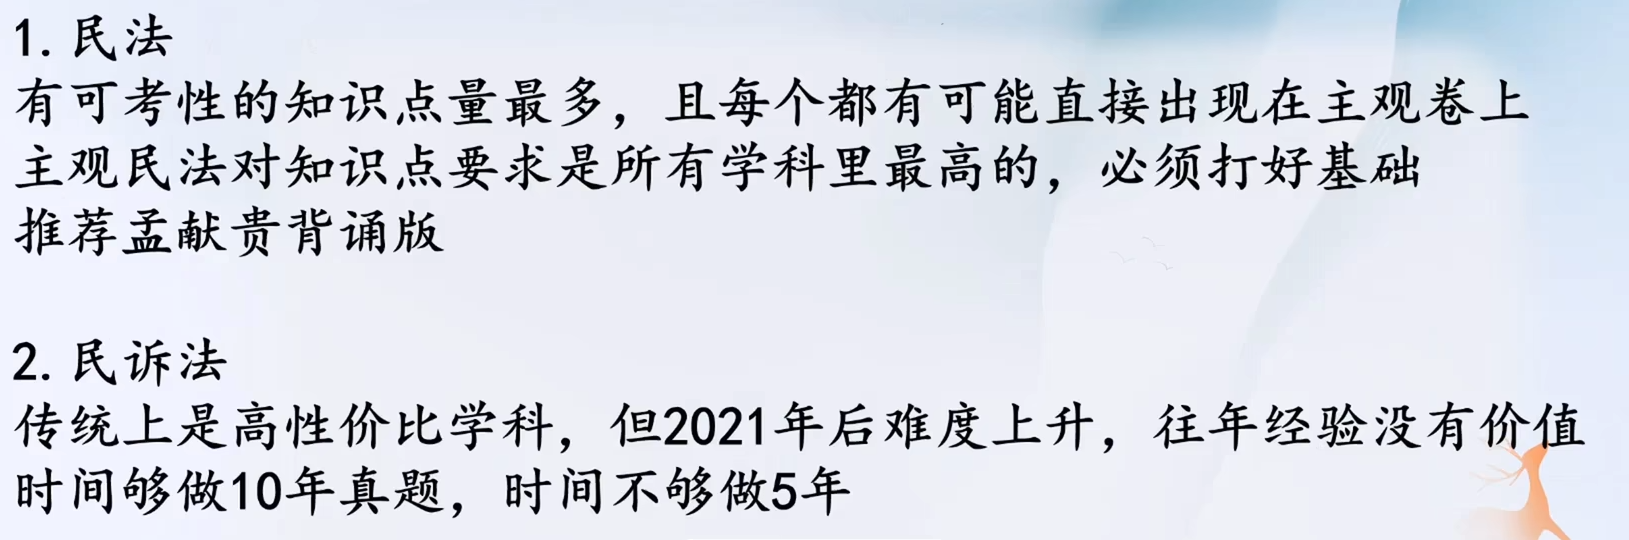 1. 民法
有可考性的知识点量最多，且每个都有可能直接出现在主观卷上
主观民法对知识点要求是所有学科里最高的，必须打好基础
推荐孟献贵背诵版
2. 民诉法
传统上是高性价比学科，但2021年后难度上升，往年经验没有价值
时间够做10年真题，时间不够做5年